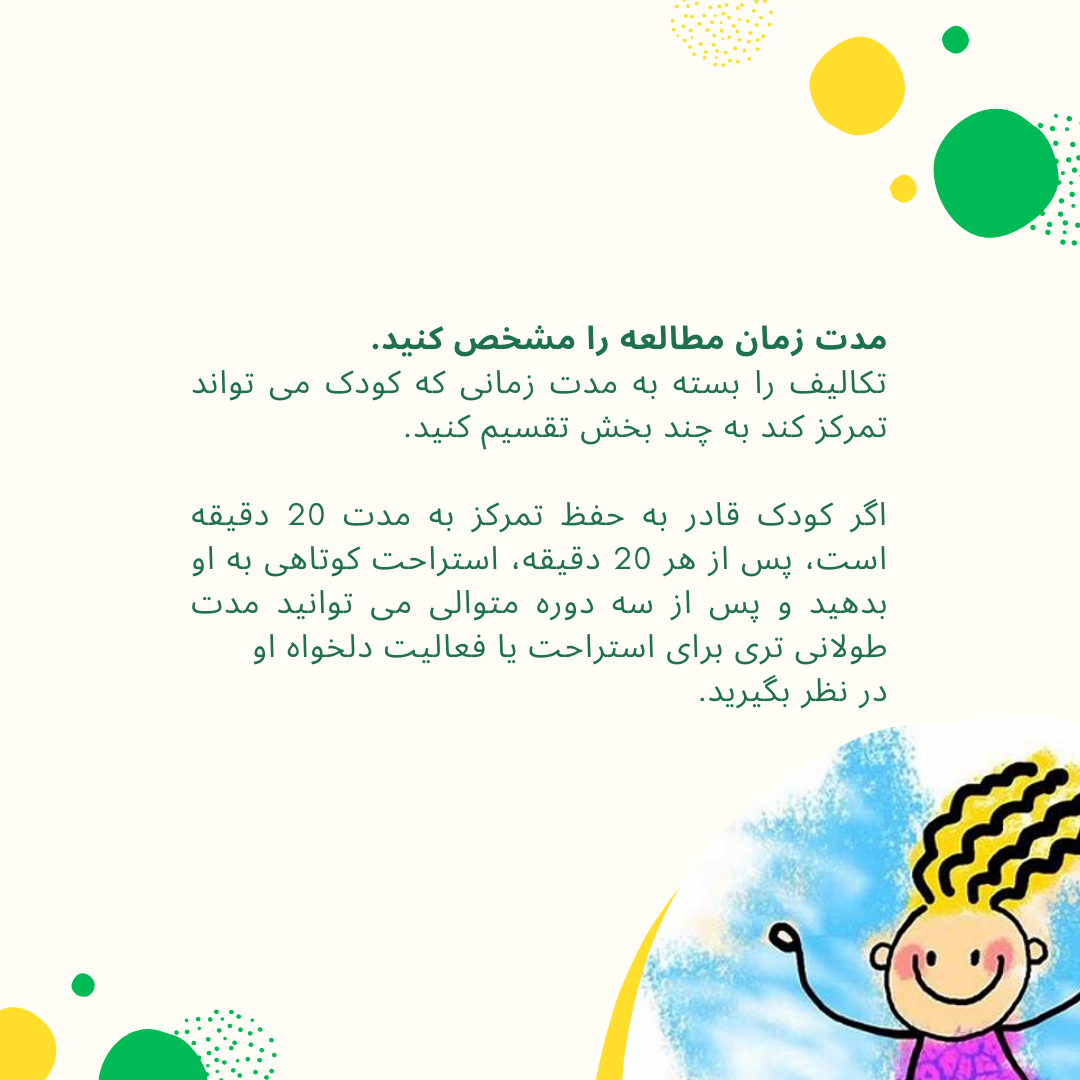 مدت زمان مطالعه را مشخص کنید.
تکالیف را بسته به مدت زمانی که کودک می تواند
تمرکز کند به چند بخش تقسیم کنید.
اگر کودک قادر به حفظ تمرکز به مدت 20 دقیقه
است، پس از هر 20 دقیقه، استراحت کوتاهی به او
بدهید و پس از سه دوره متوالی می توانید مدت
طولانی تری برای استراحت یا فعالیت دلخواه او
در نظر بگیرید.